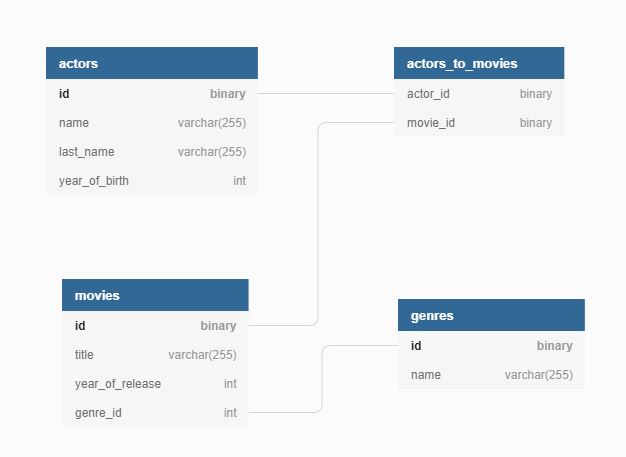 actors
id binary
name varchar(255)
last_name varchar(255)
year_of_birth int
actors_to_movies
actor_id binary
movie_id binary
movies
id binary
title varchar(255)
year_of_release int
genre_id int
genres
id binary
name varchar(255)